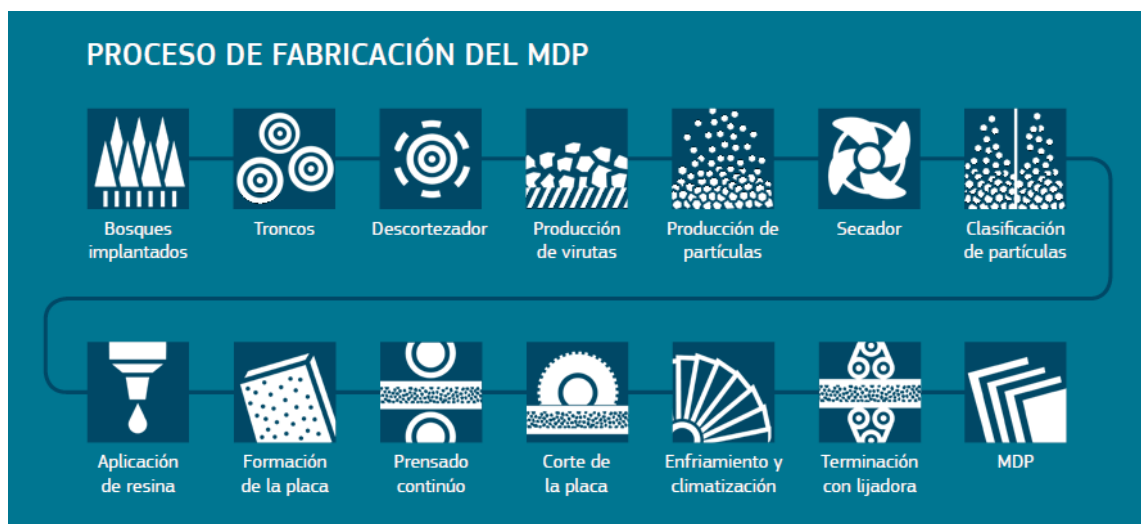 PROCESO DE FABRICACIÓN DEL MDP
Bosques
implantados
Troncos
Descortezador
Producción
de virutas
Producción de
partículas
Secador
Clasificación
de partículas
Aplicación
de resina
Formación
de la placa
Prensado
continúo
Corte de
la placa
Enfriamiento y
climatización
Terminación
con lijadora
MDP